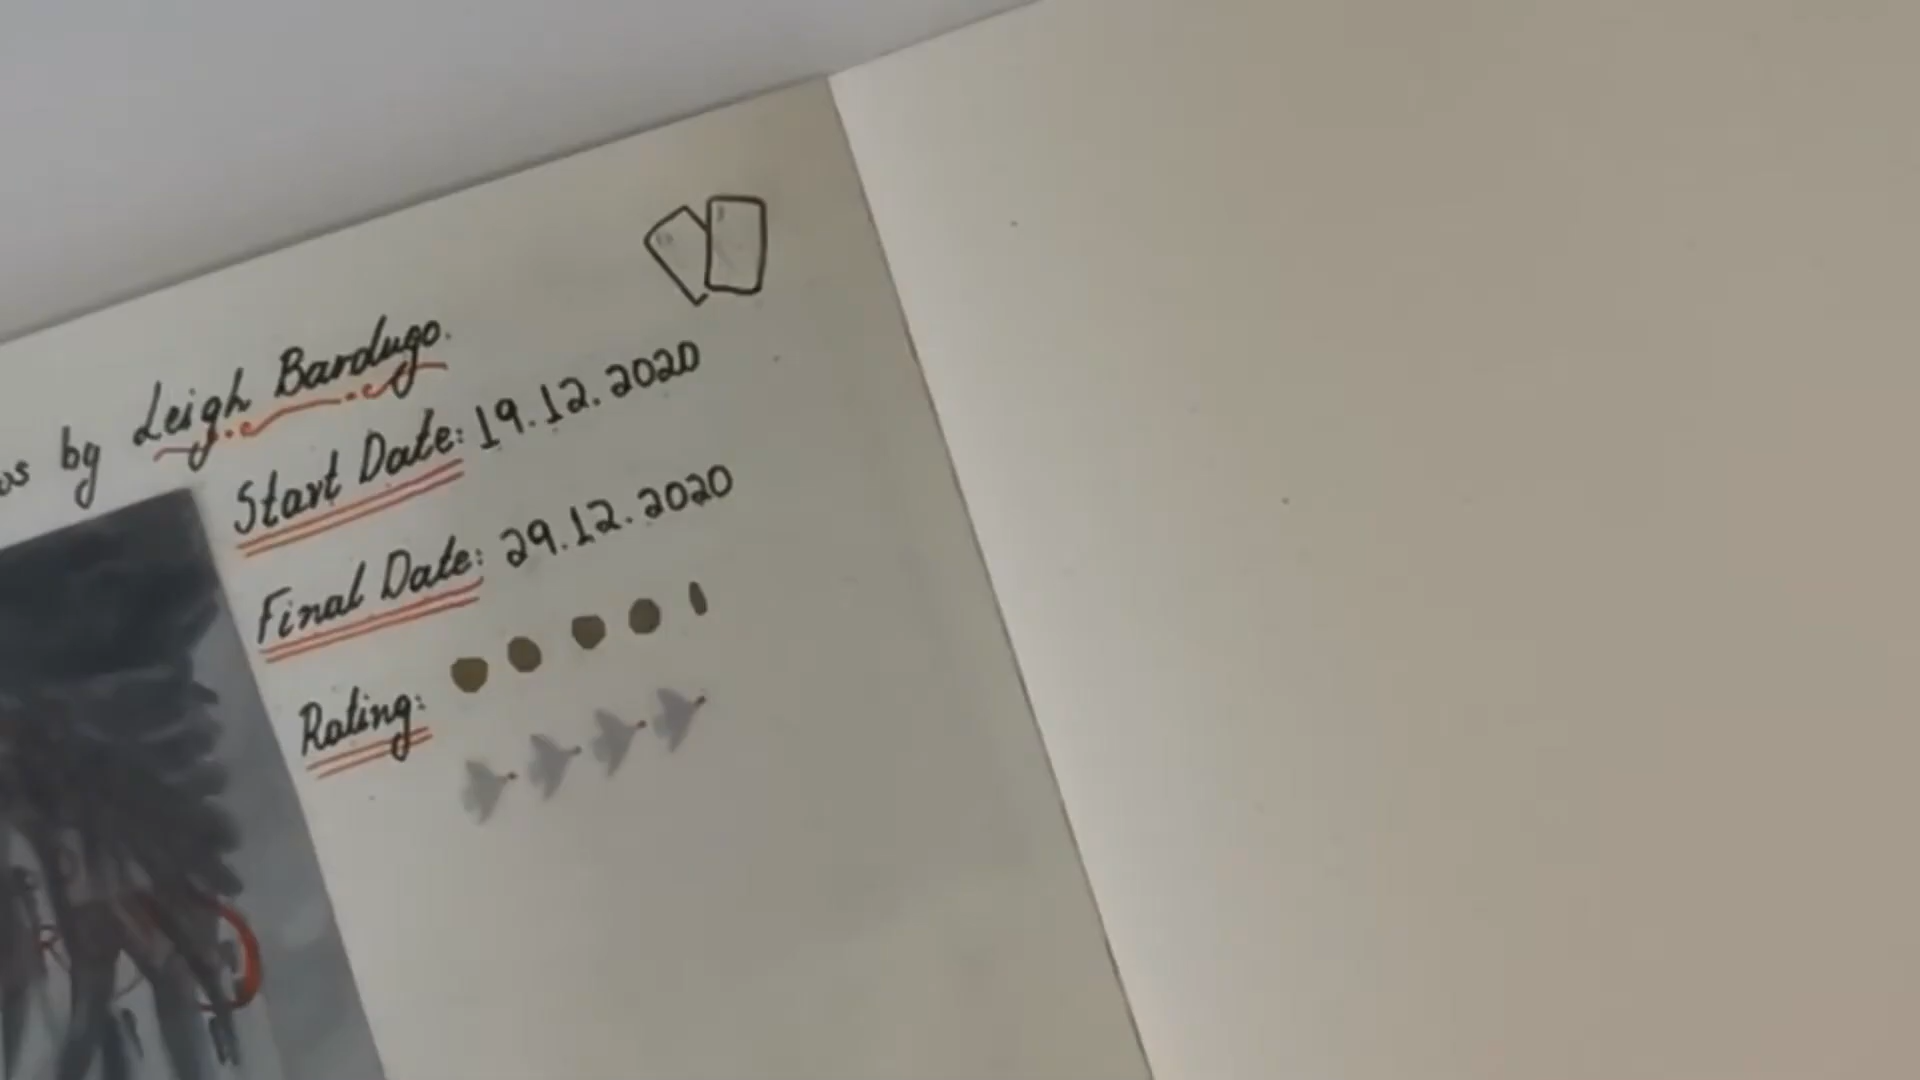 by Leigh Bardugo.
Start Date: 19.12.2020
Final Date: 29.12.2020
Rating: